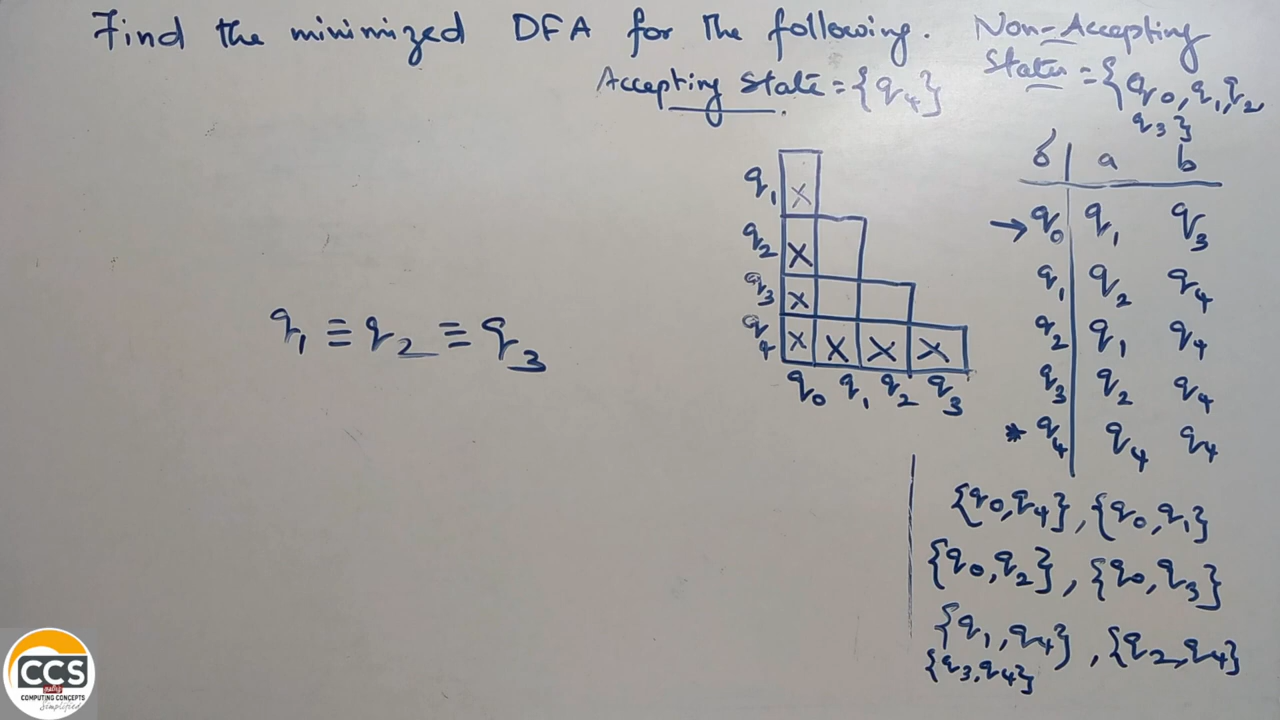 Find the minimized DFA for the following.
Accepting State = {q4}
Non-Accepting
States = {q0, q1, q2
q3}
δ a b
→ q0 q1 q3
q1 q2 q4
q2 q1 q4
q3 q2 q4
* q4 q4 q4
q1 X
q2 X
q3 X
q4 X X X X
q0 q1 q2 q3
q1 ≡ q2 ≡ q3
{q0, q4}, {q0, q1}
{q0, q2}, {q0, q3}
{q1, q4}, {q2, q4}
{q3, q4}
CCS
COMPUTING CONCEPTS
Simplified